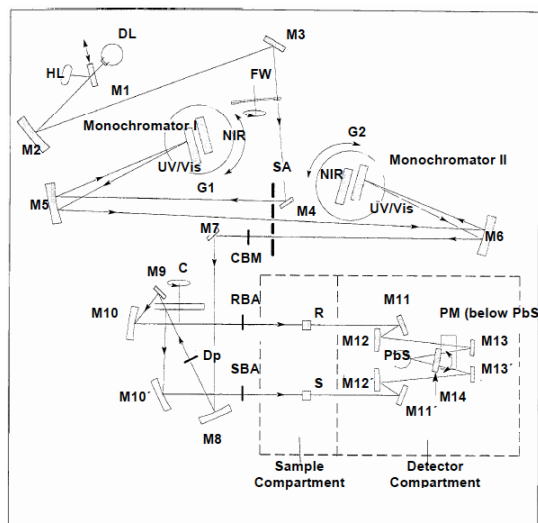 DL
M3
HL
FW
M1
Monochromator I
G2
M2
NIR
Monochromator II
SA
NIR
UV/Vis
M5
G1
M4
UV/Vis
M7
M6
CBM
M9
C
RBA
R
M11
PM (below PbS
M10
M12
M13
PbS
Dp
M13´
SBA
S
M12´
M10´
M14
M11´
M8
Sample
Compartment
Detector
Compartment